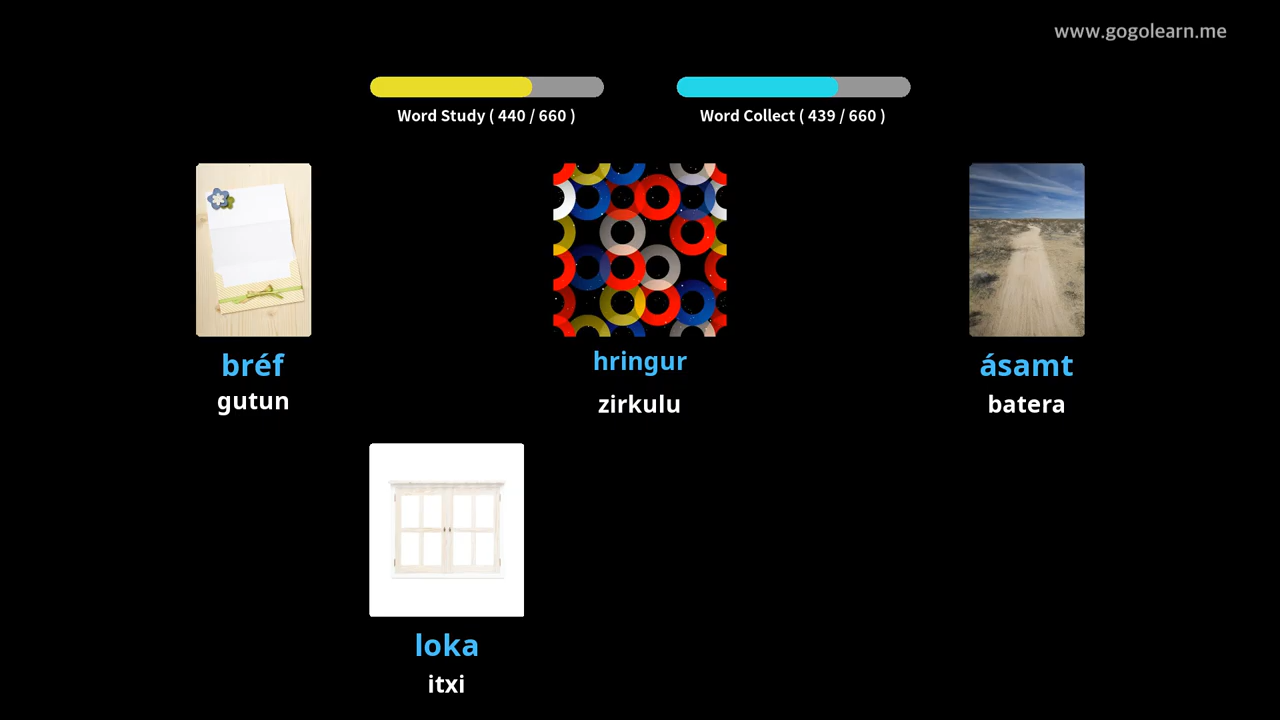 www.gogolearn.me
Word Study ( 440 / 660 )
Word Collect ( 439 / 660 )
bréf
gutun
hringur
zirkulu
ásamt
batera
loka
itxi